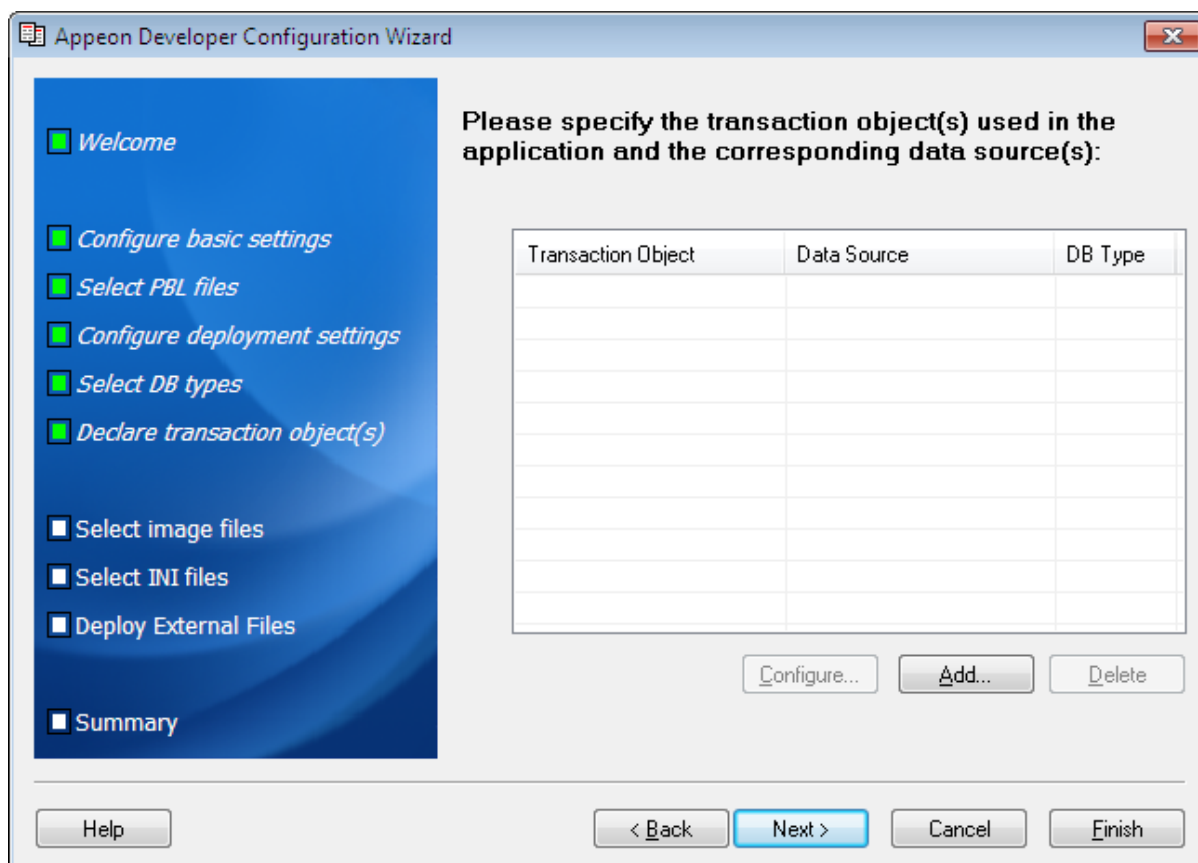 Appeon Developer Configuration Wizard
Welcome
Configure basic settings
Select PBL files
Configure deployment settings
Select DB types
Declare transaction object(s)
Select image files
Select INI files
Deploy External Files
Summary
Please specify the transaction object(s) used in the
application and the corresponding data source(s):
Transaction Object Data Source DB Type
Configure... Add... Delete
Help < Back Next > Cancel Finish